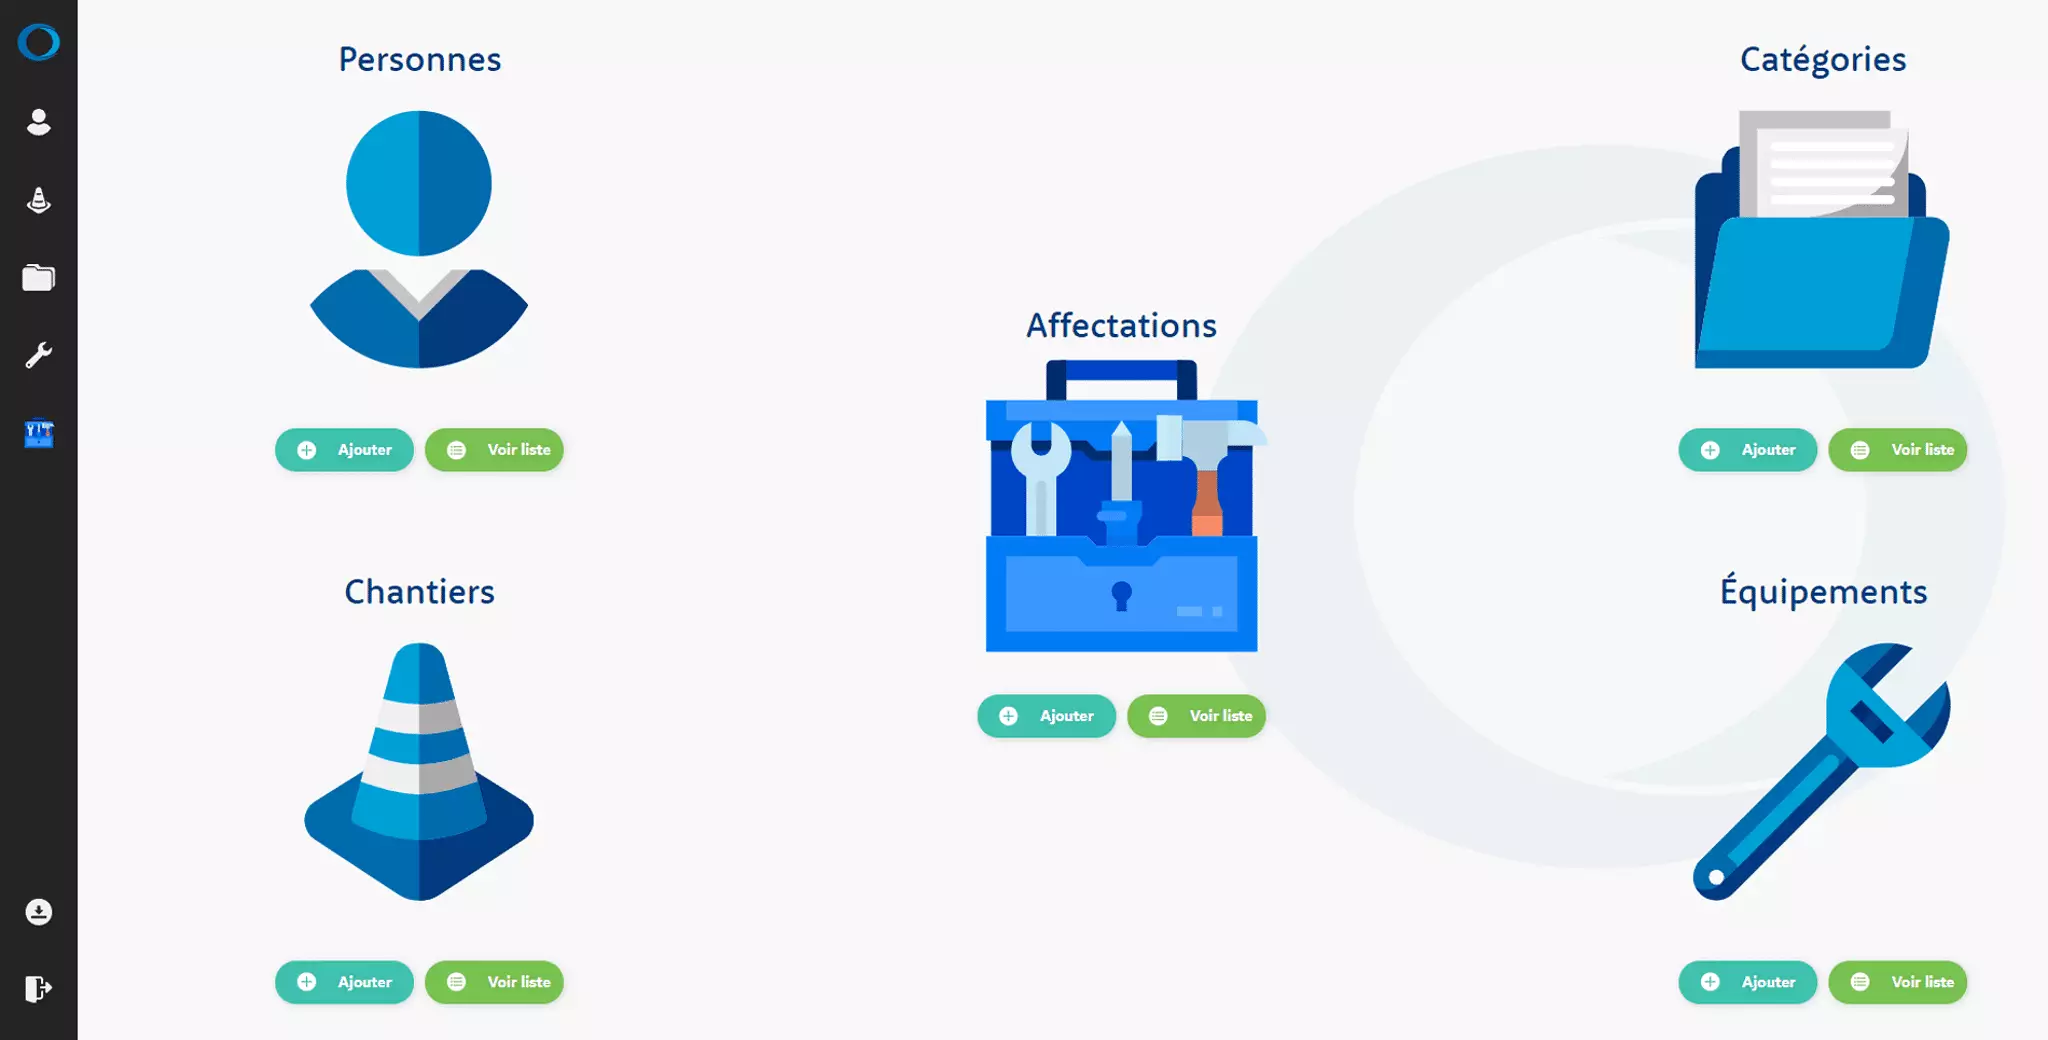 Personnes
Ajouter
Voir liste
Chantiers
Ajouter
Voir liste
Affectations
Ajouter
Voir liste
Catégories
Ajouter
Voir liste
Équipements
Ajouter
Voir liste